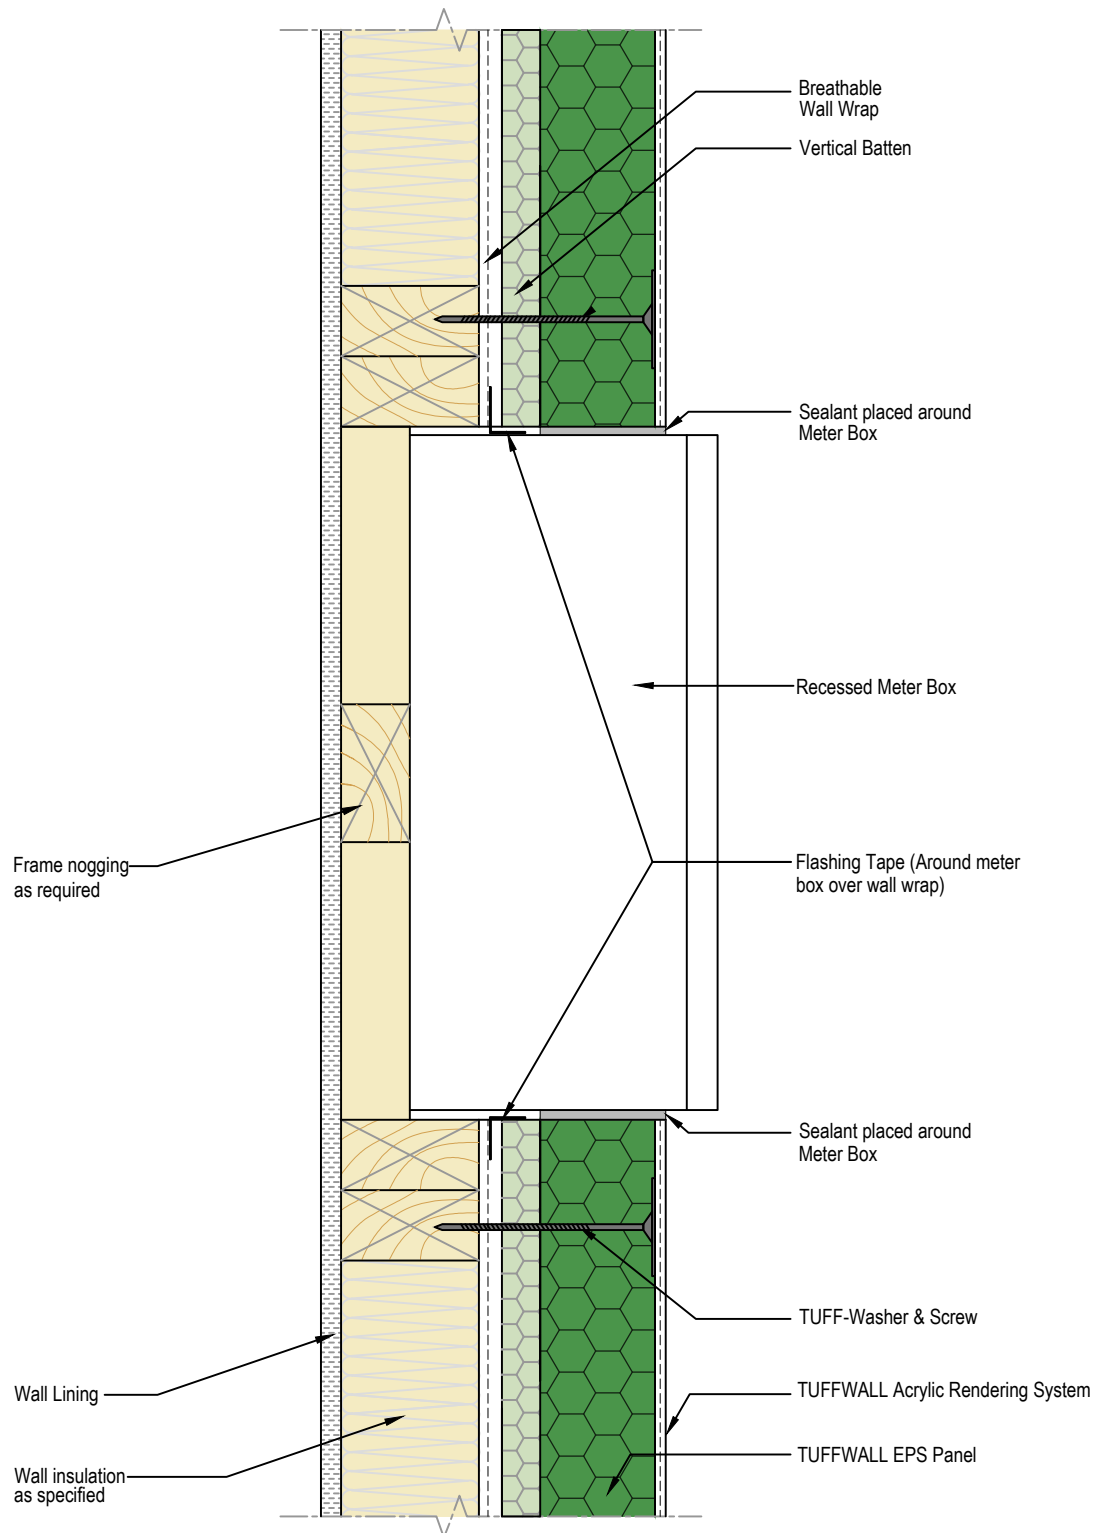 Breathable
Wall Wrap
Vertical Batten
Sealant placed around
Meter Box
Recessed Meter Box
Frame nogging
as required
Flashing Tape (Around meter
box over wall wrap)
Sealant placed around
Meter Box
TUFF-Washer & Screw
Wall Lining
TUFFWALL Acrylic Rendering System
TUFFWALL EPS Panel
Wall insulation
as specified